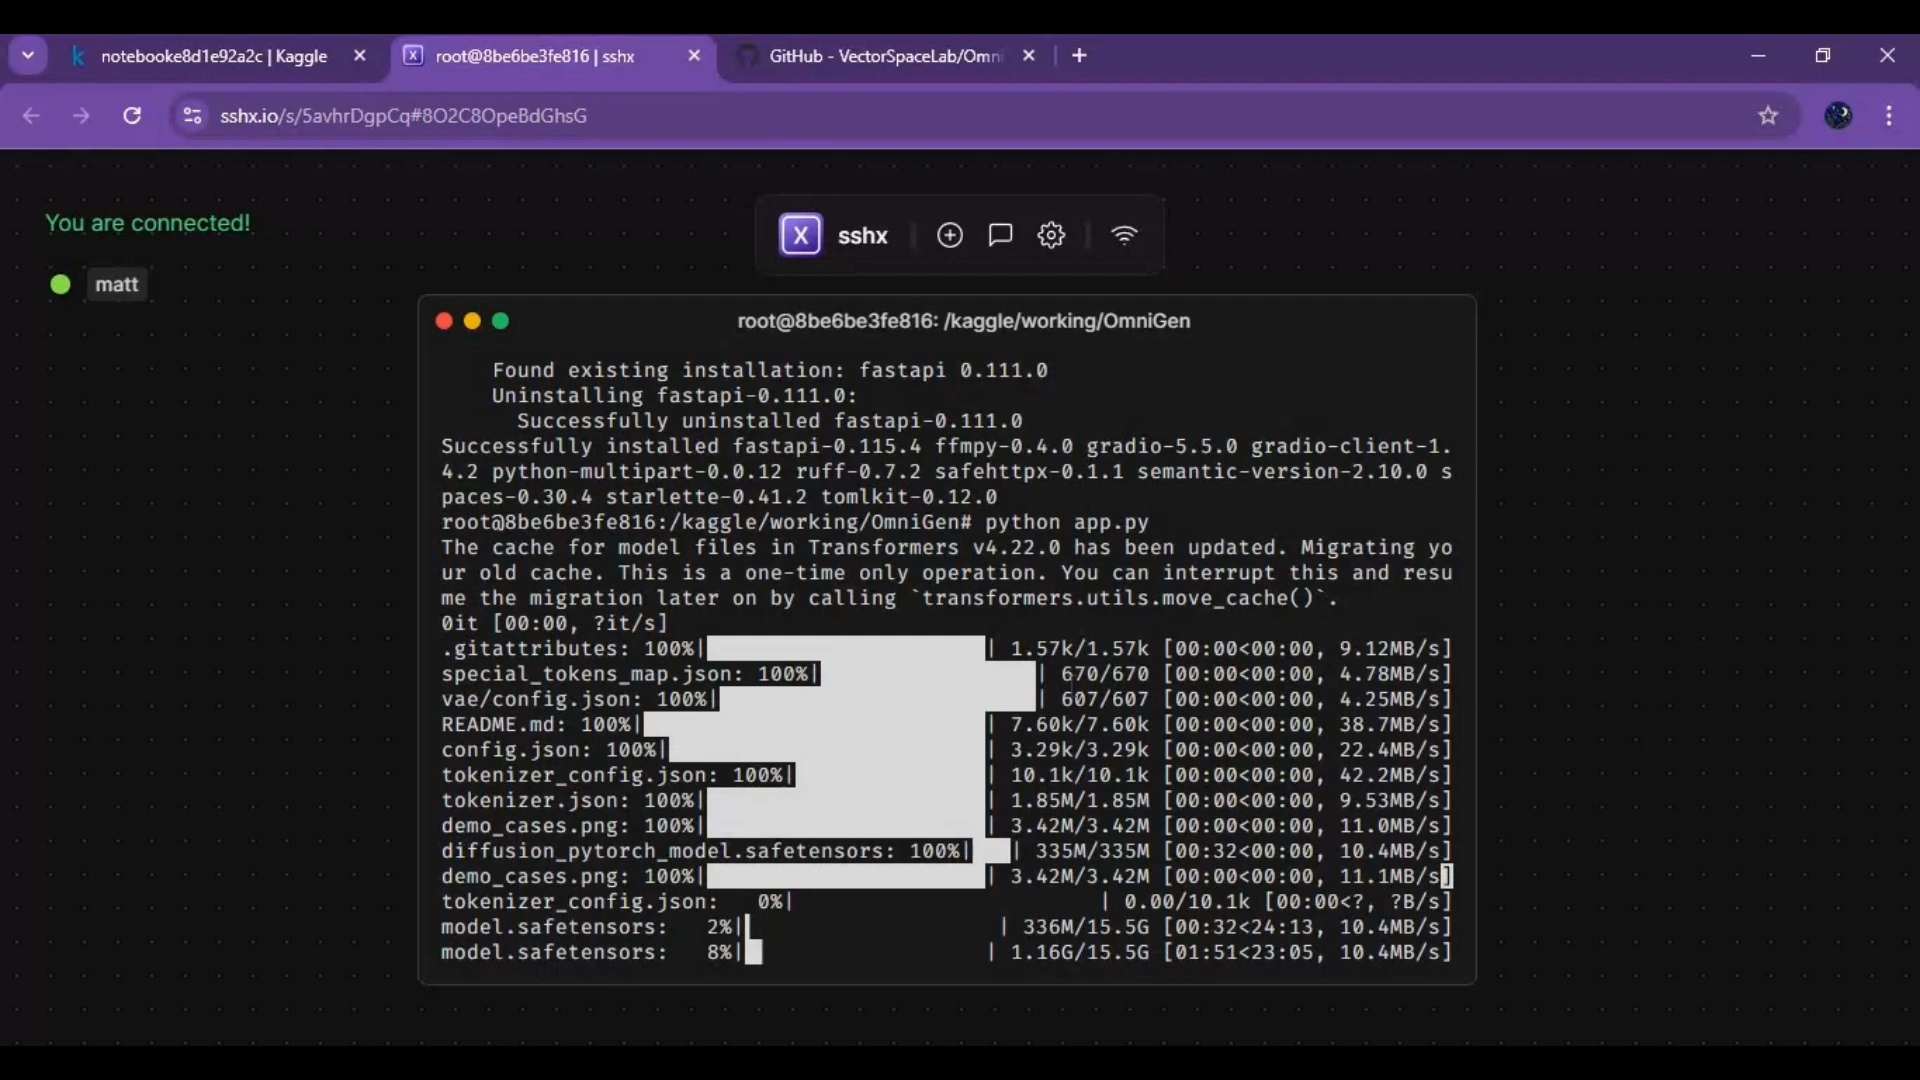 notebooke8d1e92a2c | Kaggle
root@8be6be3fe816 | sshx
GitHub - VectorSpaceLab/Omni
sshx.io/s/5avhrDgpCq#8O2C8OpeBdGhsG
You are connected!
matt
X sshx
root@8be6be3fe816: /kaggle/working/OmniGen
Found existing installation: fastapi 0.111.0
Uninstalling fastapi-0.111.0:
Successfully uninstalled fastapi-0.111.0
Successfully installed fastapi-0.115.4 ffmpy-0.4.0 gradio-5.5.0 gradio-client-1.
4.2 python-multipart-0.0.12 ruff-0.7.2 safehttpx-0.1.1 semantic-version-2.10.0 s
paces-0.30.4 starlette-0.41.2 tomlkit-0.12.0
root@8be6be3fe816:/kaggle/working/OmniGen# python app.py
The cache for model files in Transformers v4.22.0 has been updated. Migrating yo
ur old cache. This is a one-time only operation. You can interrupt this and resu
me the migration later on by calling `transformers.utils.move_cache()`.
0it [00:00, ?it/s]
.gitattributes: 100%| | 1.57k/1.57k [00:00<00:00, 9.12MB/s]
special_tokens_map.json: 100%| | 670/670 [00:00<00:00, 4.78MB/s]
vae/config.json: 100%| | 607/607 [00:00<00:00, 4.25MB/s]
README.md: 100%| | 7.60k/7.60k [00:00<00:00, 38.7MB/s]
config.json: 100%| | 3.29k/3.29k [00:00<00:00, 22.4MB/s]
tokenizer_config.json: 100%| | 10.1k/10.1k [00:00<00:00, 42.2MB/s]
tokenizer.json: 100%| | 1.85M/1.85M [00:00<00:00, 9.53MB/s]
demo_cases.png: 100%| | 3.42M/3.42M [00:00<00:00, 11.0MB/s]
diffusion_pytorch_model.safetensors: 100%| | 335M/335M [00:32<00:00, 10.4MB/s]
demo_cases.png: 100%| | 3.42M/3.42M [00:00<00:00, 11.1MB/s]
tokenizer_config.json: 0%| | 0.00/10.1k [00:00<?, ?B/s]
model.safetensors: 2%| | 336M/15.5G [00:32<24:13, 10.4MB/s]
model.safetensors: 8%| | 1.16G/15.5G [01:51<23:05, 10.4MB/s]